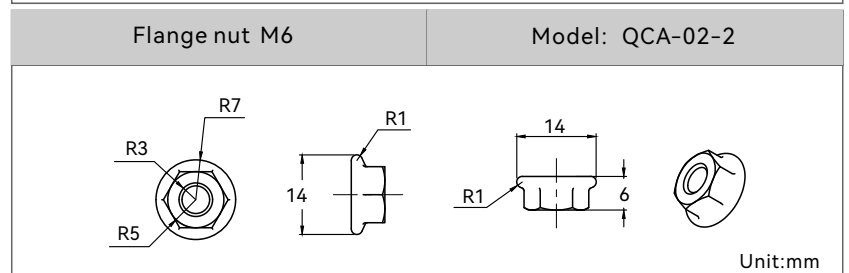 Flange nut M6
Model: QCA-02-2
R7
R3
R5
R1
14
14
R1
6
Unit:mm